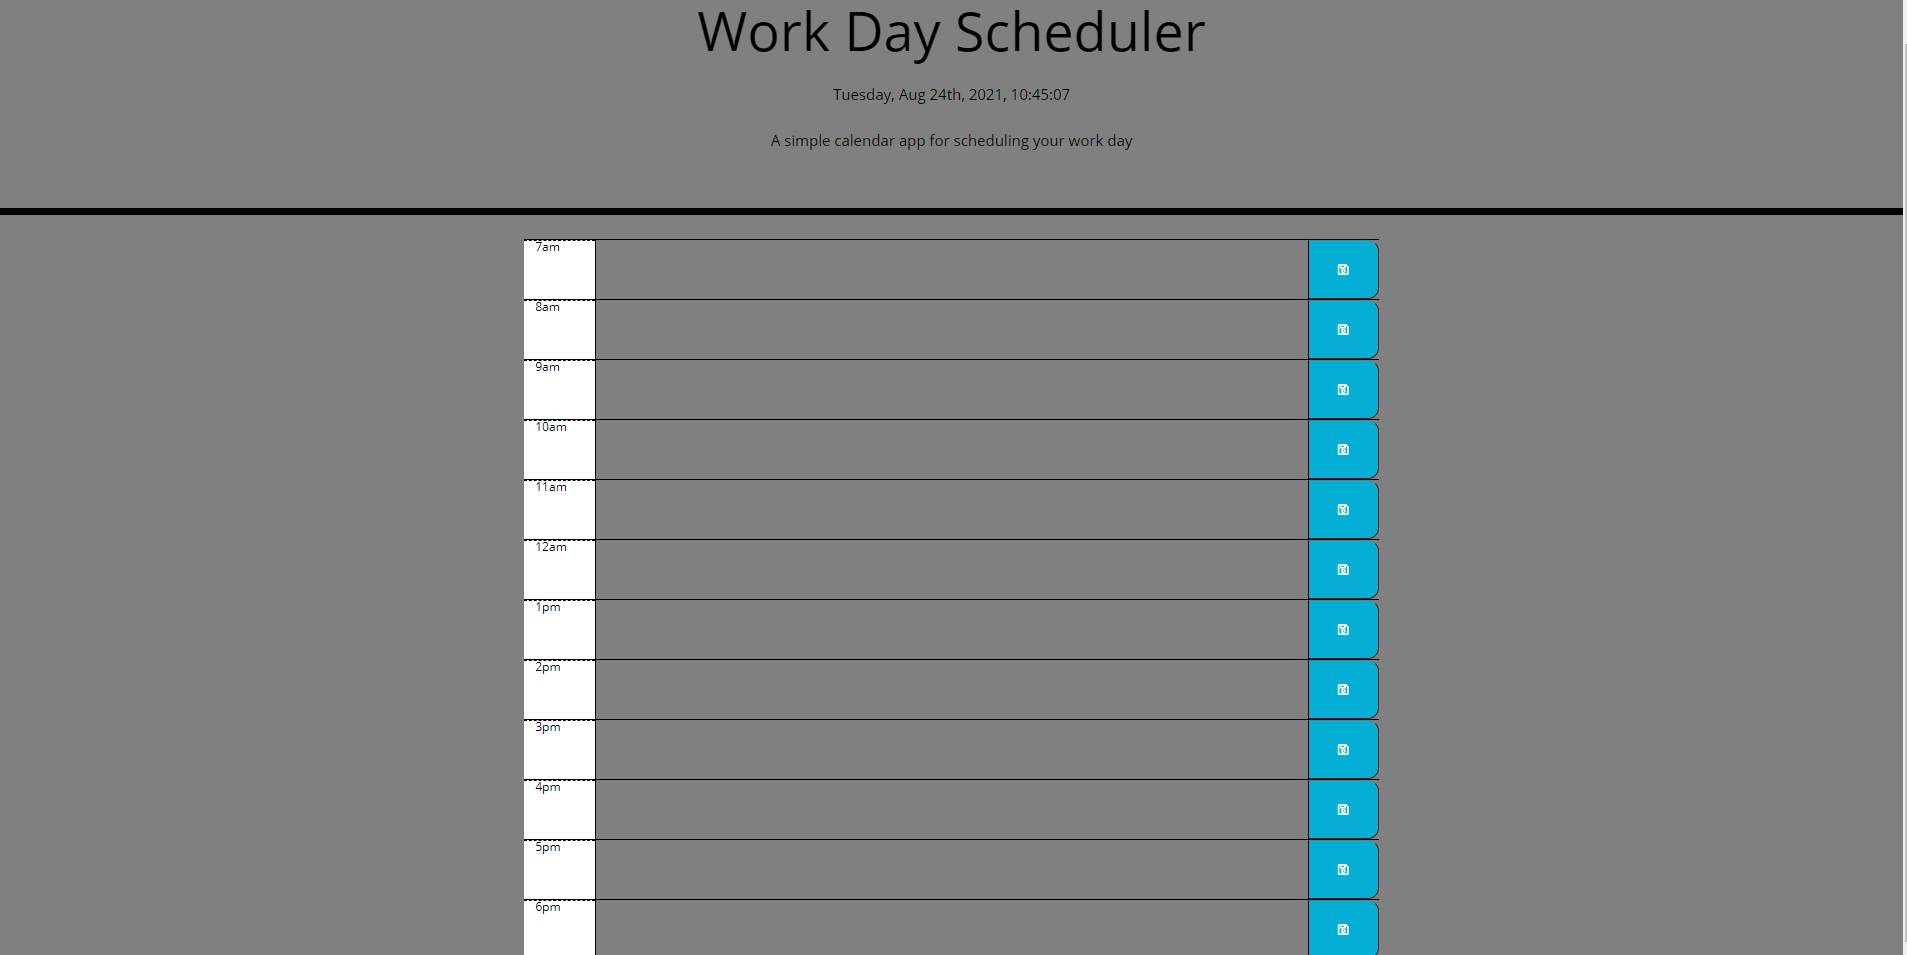 Work Day Scheduler
Tuesday, Aug 24th, 2021, 10:45:07
A simple calendar app for scheduling your work day
7am
8am
9am
10am
11am
12am
1pm
2pm
3pm
4pm
5pm
6pm